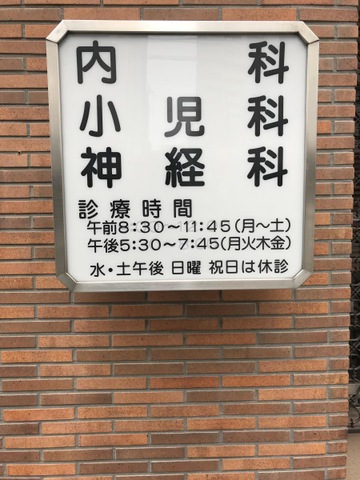 内科
小児科
神経科
診療時間
午前8:30～11:45(月～土)
午後5:30～7:45(月火木金)
水・土午後 日曜 祝日は休診